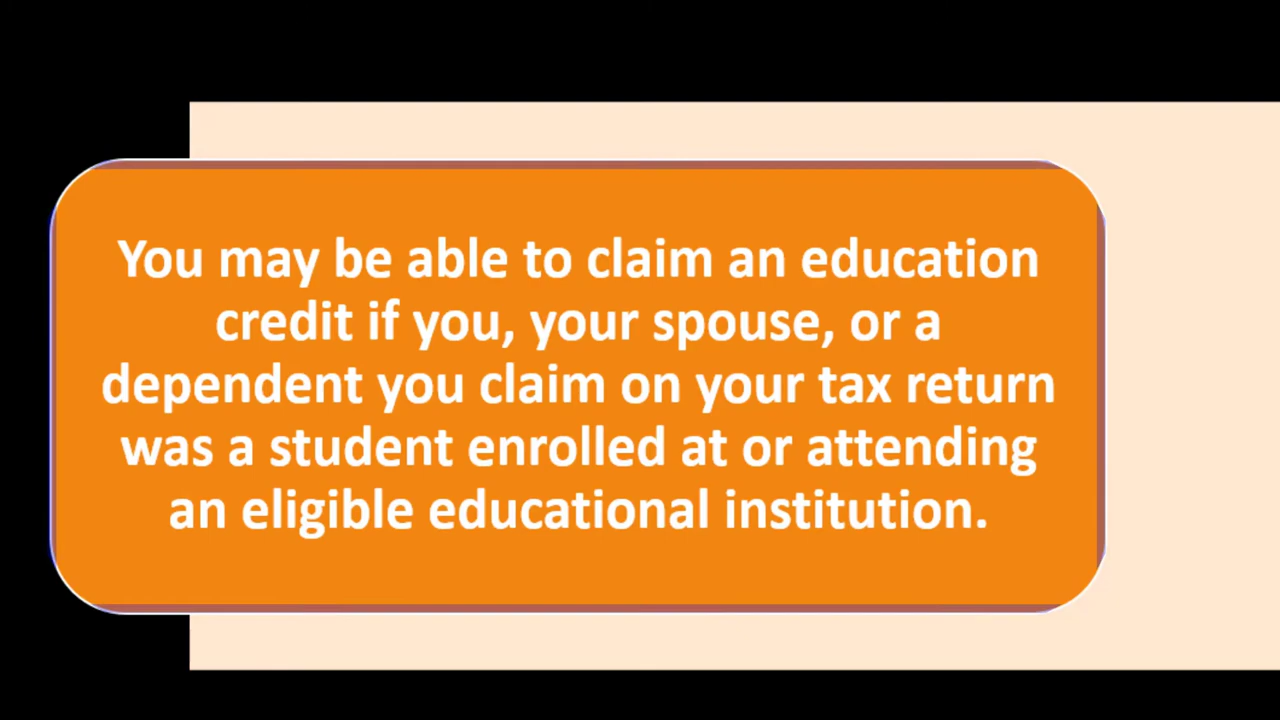 You may be able to claim an education
credit if you, your spouse, or a
dependent you claim on your tax return
was a student enrolled at or attending
an eligible educational institution.